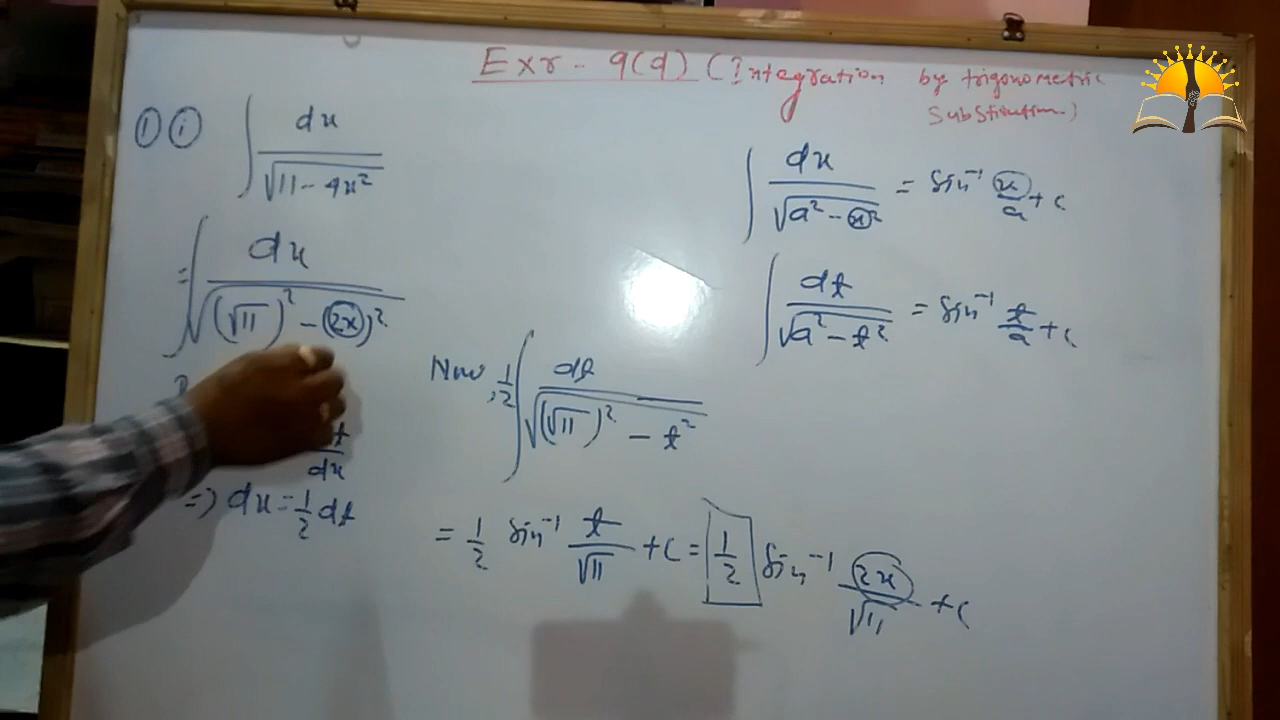 Exr - 9(d) (Integration by trigonometric
Substitution)
① ⓘ ∫ dx / √(11 - 4x²)
= ∫ dx / √((√11)² - (2x)²)
dt / dx
=> dx = 1/2 dt
∫ dx / √(a² - x²) = Sin⁻¹ x/a + c
∫ dt / √(a² - t²) = Sin⁻¹ t/a + c
Now, 1/2 ∫ dt / √((√11)² - t²)
= 1/2 Sin⁻¹ t/√11 + c = 1/2 Sin⁻¹ 2x/√11 + c